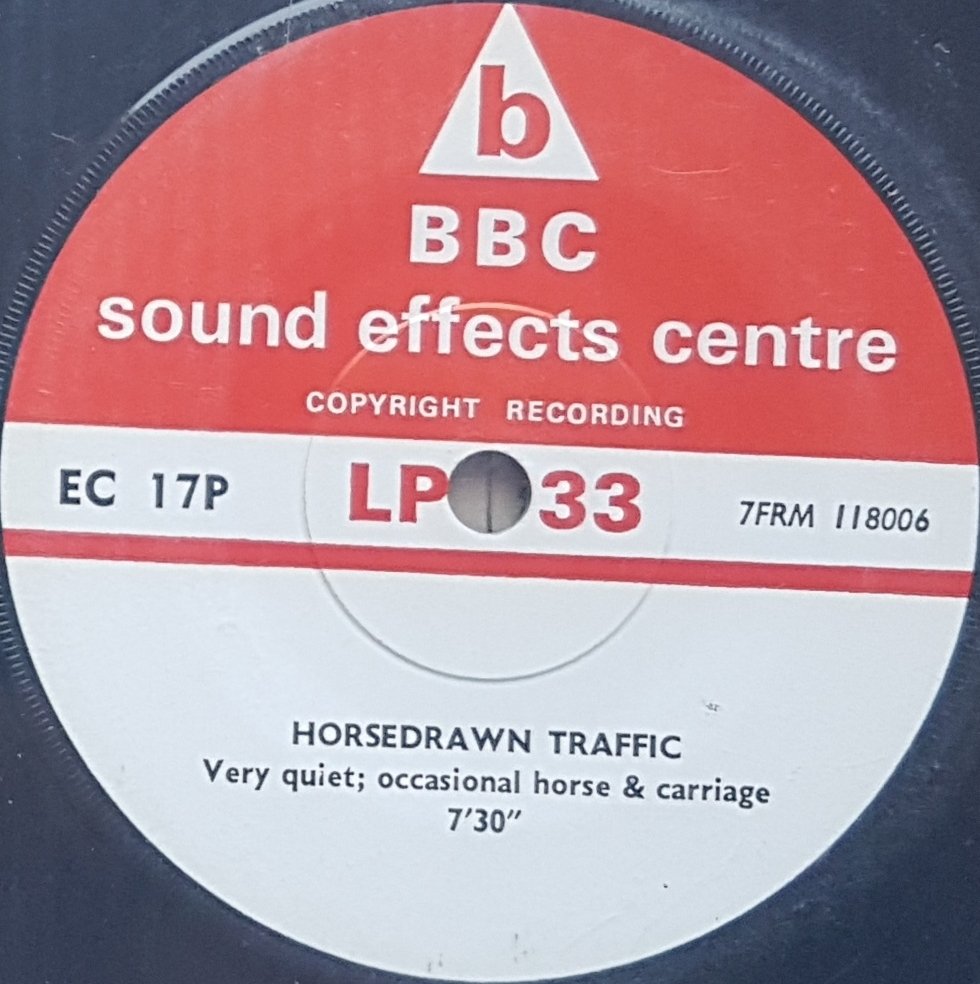 b
BBC
sound effects centre
COPYRIGHT RECORDING
EC 17P LP 33 7FRM 118006
HORSEDRAWN TRAFFIC
Very quiet; occasional horse & carriage
7′30″